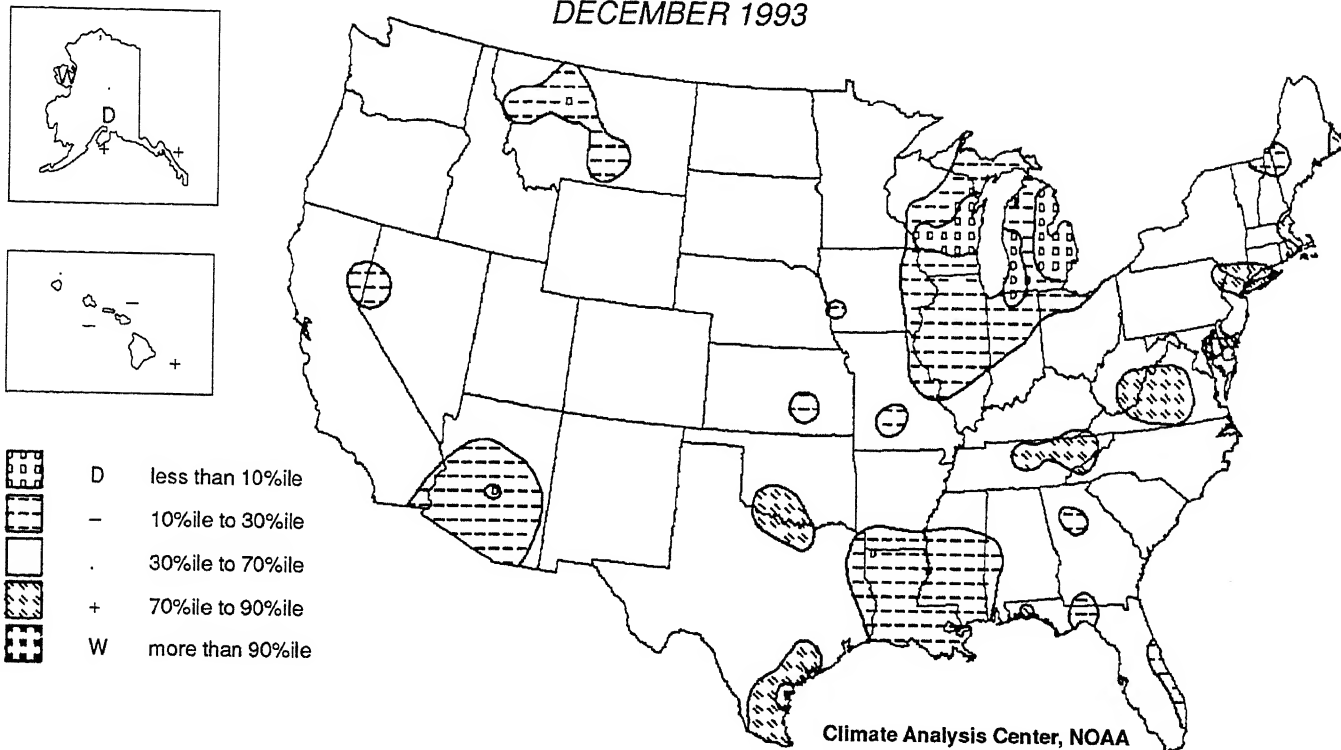 DECEMBER 1993
W
D
+
+
–
–
+
D less than 10%ile
– 10%ile to 30%ile
. 30%ile to 70%ile
+ 70%ile to 90%ile
W more than 90%ile
Climate Analysis Center, NOAA